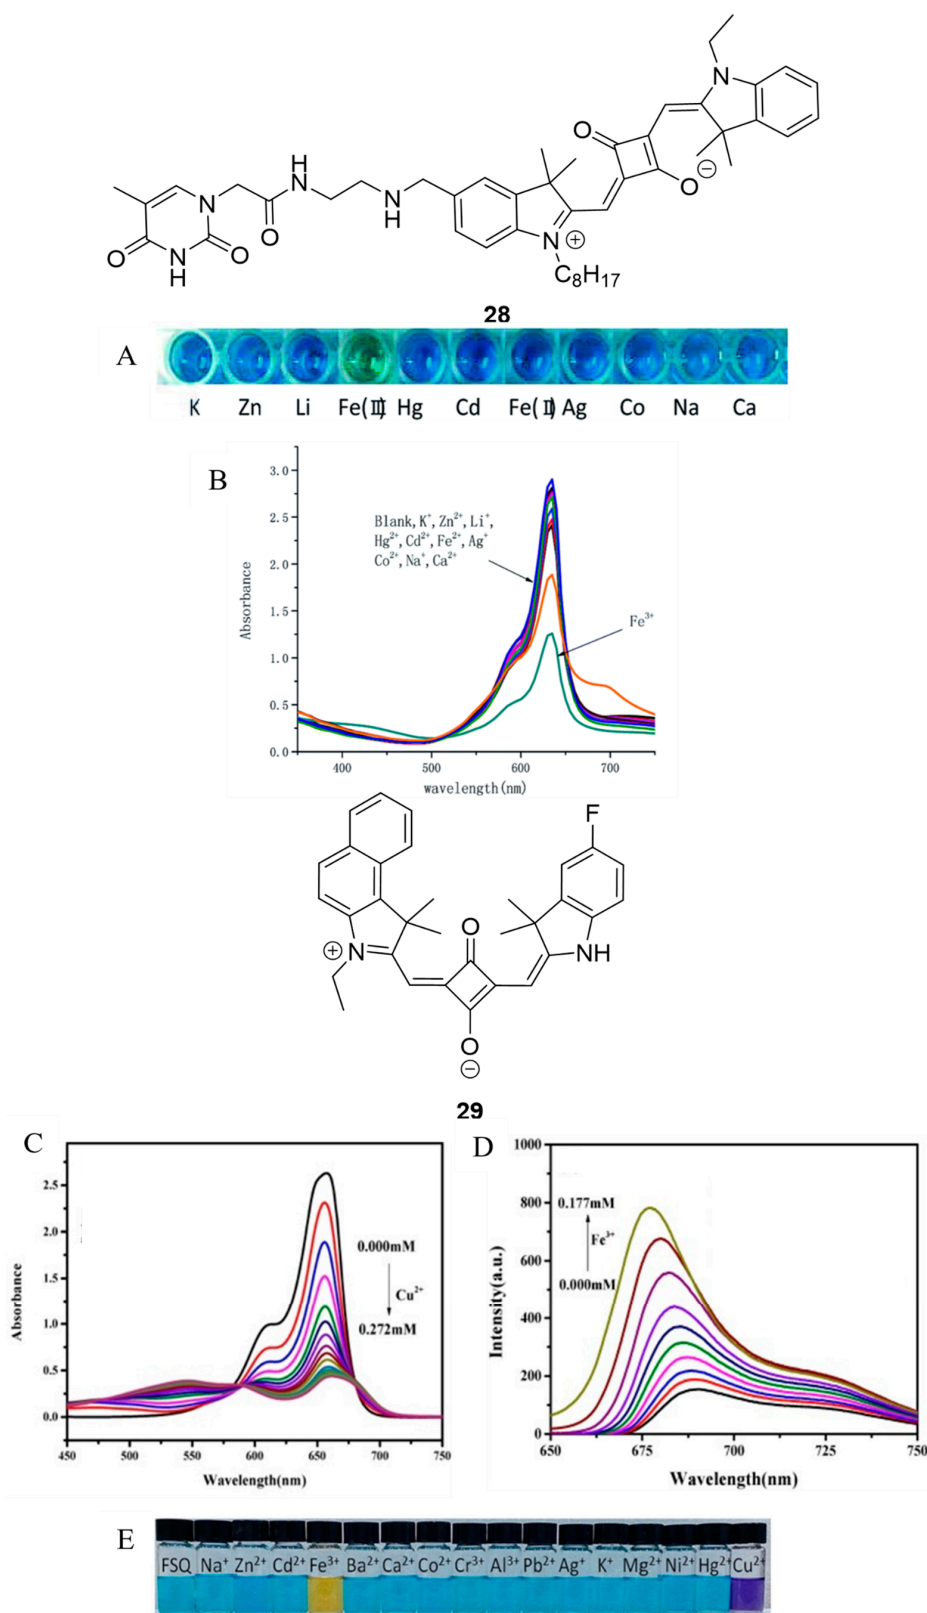 N
O
H
N
N
H
N
O
O
⊖
O
N
O
N
H
N ⊕
C8H17
28
A
K Zn Li Fe(III) Hg Cd Fe(II) Ag Co Na Ca
B
3.0
2.5
2.0
1.5
1.0
0.5
0.0
Absorbance
Blank, K⁺, Zn²⁺, Li⁺,
Hg²⁺, Cd²⁺, Fe²⁺, Ag⁺
Co²⁺, Na⁺, Ca²⁺
Fe³⁺
400 500 600 700
wavelength(nm)
F
O
⊕ N
NH
O
⊖
29
C
2.5
2.0
1.5
1.0
0.5
0.0
Absorbance
0.000mM
Cu²⁺
0.272mM
450 500 550 600 650 700 750
Wavelength(nm)
D
1000
800
600
400
200
0
Intensity(a.u.)
0.177mM
Fe³⁺
0.000mM
650 675 700 725 750
Wavelength(nm)
E
FSQ Na⁺ Zn²⁺ Cd²⁺ Fe³⁺ Ba²⁺ Ca²⁺ Co²⁺ Cr³⁺ Al³⁺ Pb²⁺ Ag⁺ K⁺ Mg²⁺ Ni²⁺ Hg²⁺ Cu²⁺